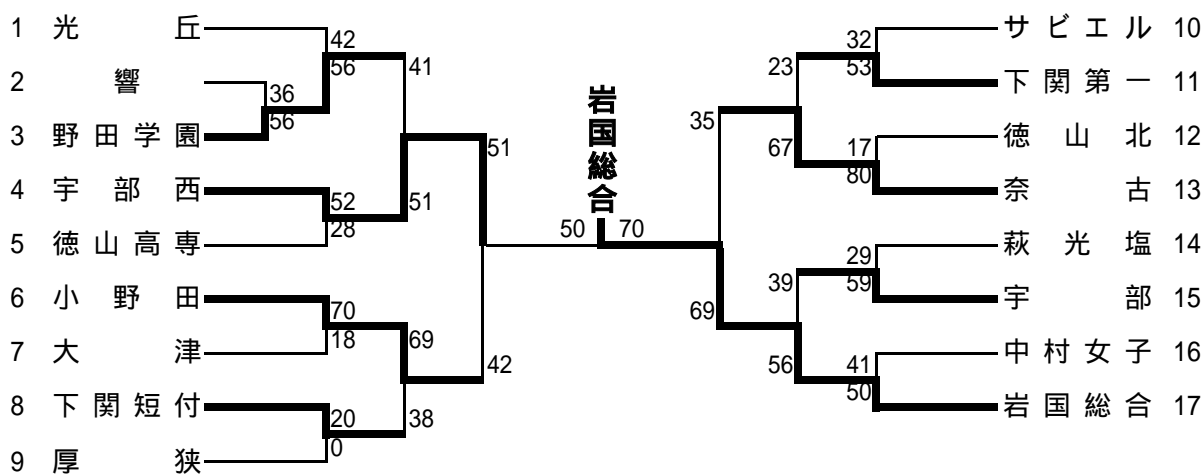 1 光丘
2 響
3 野田学園
4 宇部西
5 徳山高専
6 小野田
7 大津
8 下関短付
9 厚狭
42
56
36
56
52
28
70
18
20
0
41
51
69
38
51
42
岩国総合
50 70
35
69
23
67
39
56
32
53
17
80
29
59
41
50
サビエル 10
下関第一 11
徳山北 12
奈古 13
萩光塩 14
宇部 15
中村女子 16
岩国総合 17